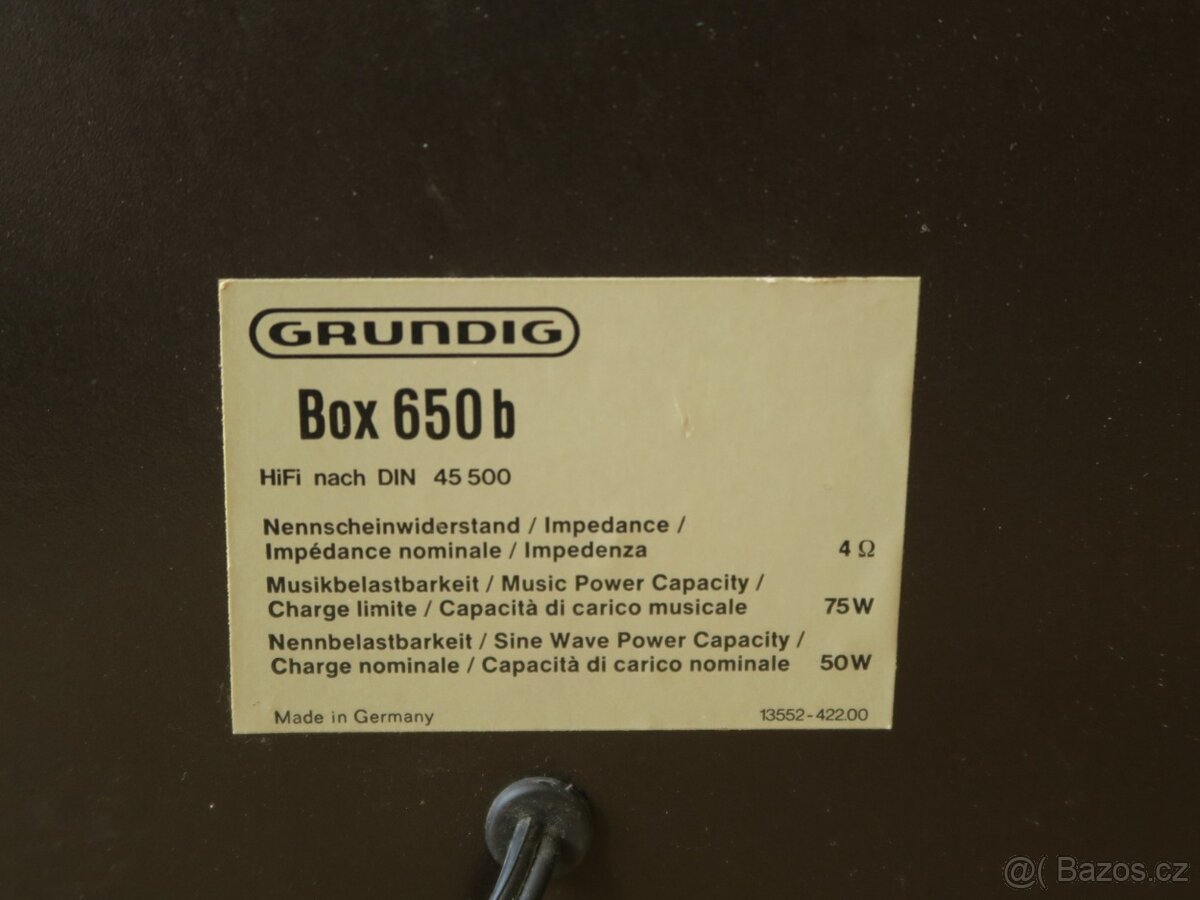 GRUNDIG
Box 650 b
HiFi nach DIN 45 500
Nennscheinwiderstand / Impedance /
Impédance nominale / Impedenza 4 Ω
Musikbelastbarkeit / Music Power Capacity /
Charge limite / Capacità di carico musicale 75 W
Nennbelastbarkeit / Sine Wave Power Capacity /
Charge nominale / Capacità di carico nominale 50 W
Made in Germany 13552-422.00
@( Bazos.cz